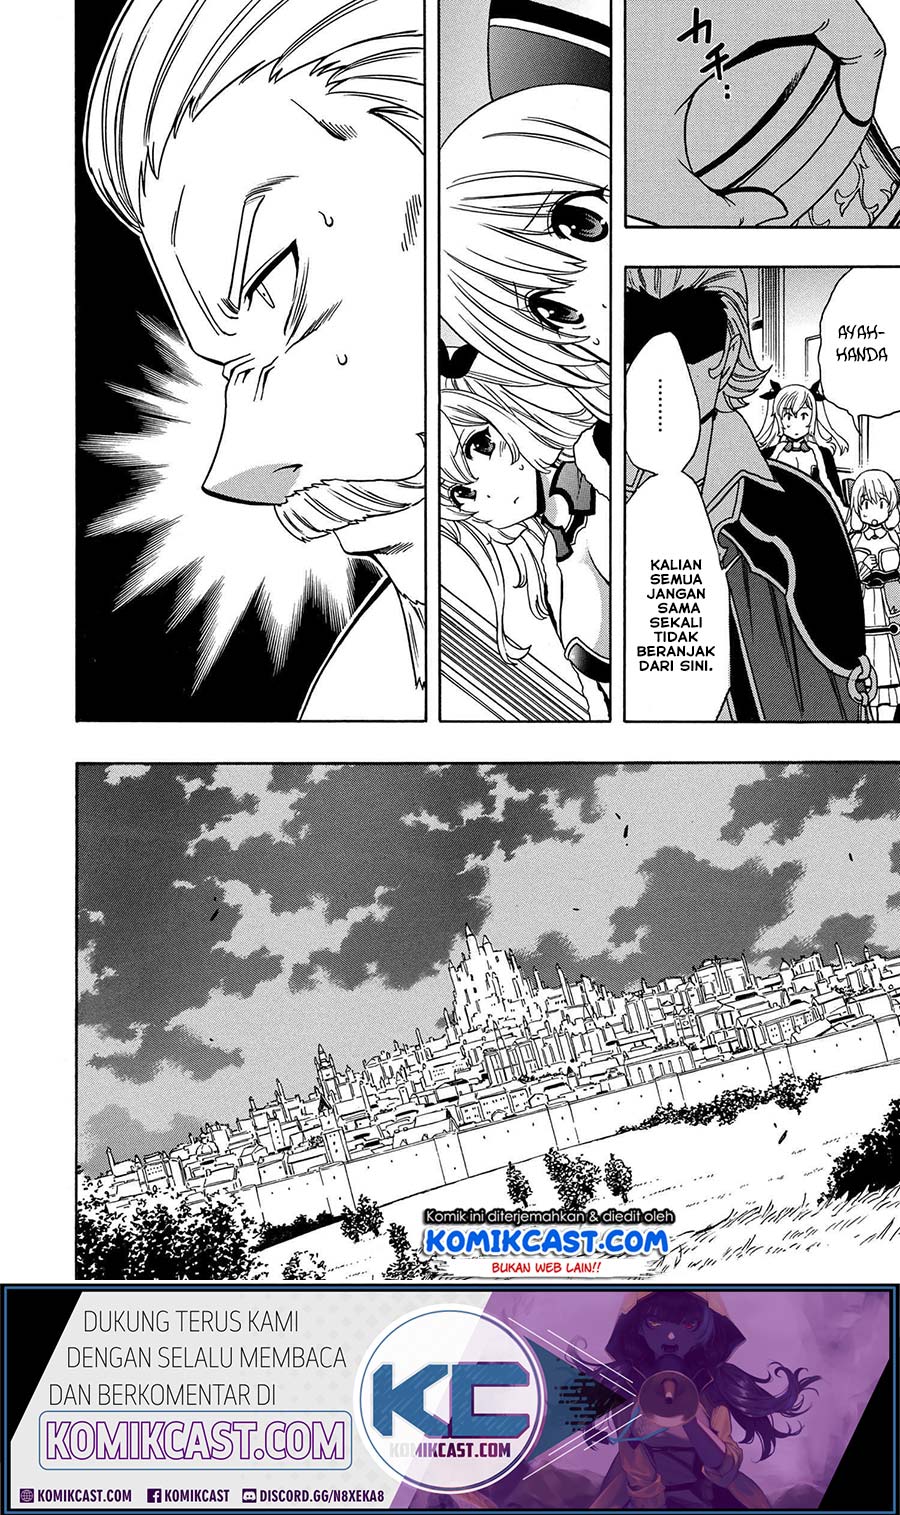 カ
チ…
AYAH-
HANDA
………
KALIAN
SEMUA
JANGAN
SAMA
SEKALI
TIDAK
BERANJAK
DARI SINI.
Komik ini diterjemahkan & diedit oleh
KOMIKCAST.COM
BUKAN WEB LAIN!!
DUKUNG TERUS KAMI
DENGAN SELALU MEMBACA
DAN BERKOMENTAR DI
KOMIKCAST.COM
KC
KOMIKCAST.COM
KOMIKCAST.COM KOMIKCAST DISCORD.GG/N8XEKA8